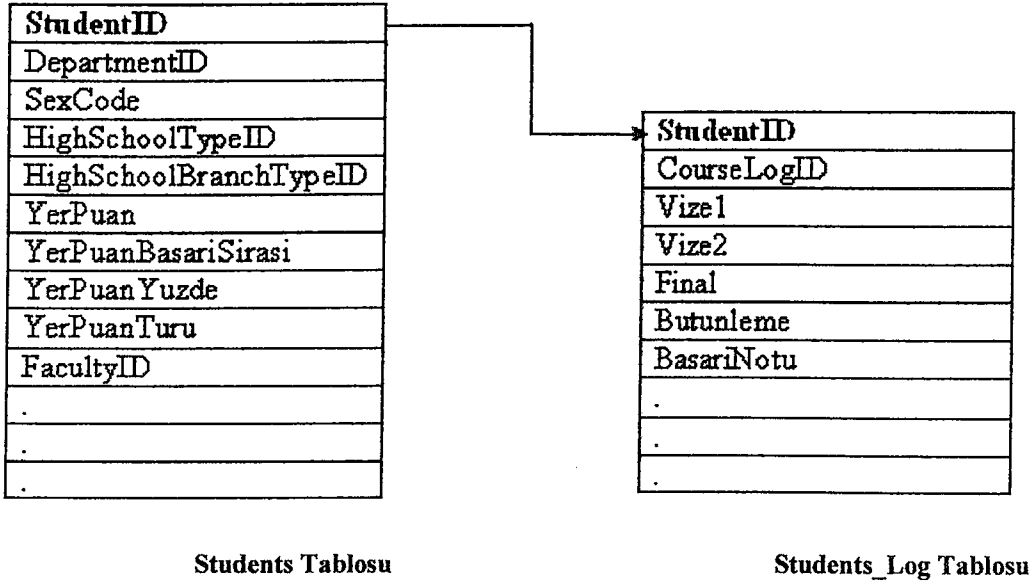 StudentID
DepartmentID
SexCode
HighSchoolTypeID
HighSchoolBranchTypeID
YerPuan
YerPuanBasariSirasi
YerPuanYuzde
YerPuanTuru
FacultyID
.
.
.
Students Tablosu
StudentID
CourseLogID
Vize1
Vize2
Final
Butunleme
BasariNotu
.
.
.
Students_Log Tablosu